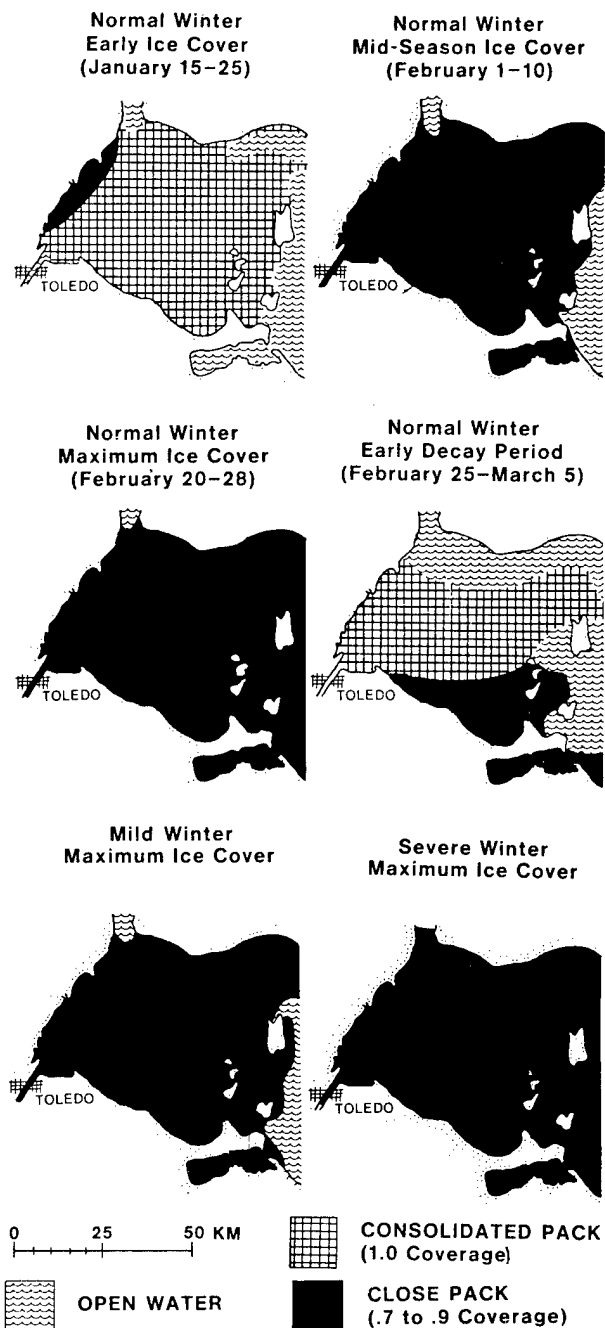 Normal Winter
Early Ice Cover
(January 15–25)
Normal Winter
Mid-Season Ice Cover
(February 1–10)
TOLEDO
TOLEDO
Normal Winter
Maximum Ice Cover
(February 20–28)
Normal Winter
Early Decay Period
(February 25–March 5)
TOLEDO
TOLEDO
Mild Winter
Maximum Ice Cover
Severe Winter
Maximum Ice Cover
TOLEDO
TOLEDO
0 25 50 KM
CONSOLIDATED PACK
(1.0 Coverage)
OPEN WATER
CLOSE PACK
(.7 to .9 Coverage)